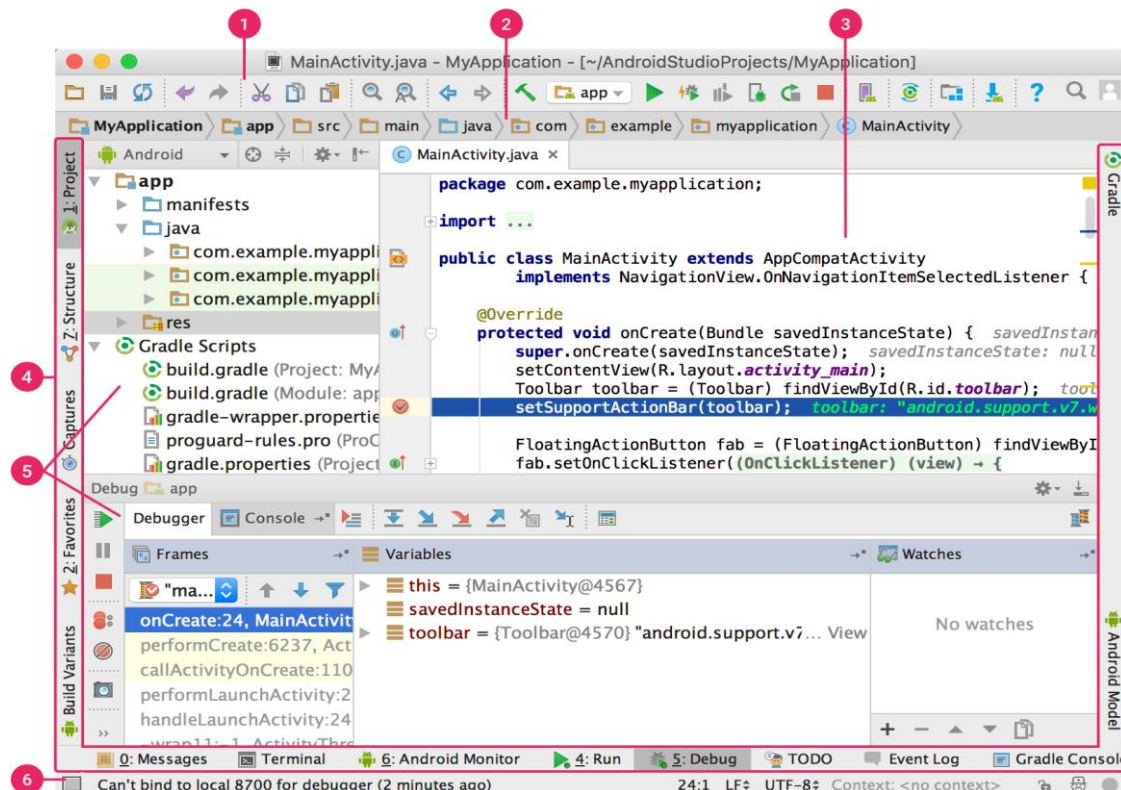 1
2
3
MainActivity.java - MyApplication - [~/AndroidStudioProjects/MyApplication]
app
?
MyApplication
app
src
main
java
com
example
myapplication
MainActivity
1: Project
Z: Structure
Captures
2: Favorites
Build Variants
Android
app
manifests
java
com.example.myappli
com.example.myappli
com.example.myappli
res
Gradle Scripts
build.gradle (Project: MyA
build.gradle (Module: app
gradle-wrapper.propertie
proguard-rules.pro (ProG
gradle.properties (Project
MainActivity.java
package com.example.myapplication;
import ...
public class MainActivity extends AppCompatActivity
implements NavigationView.OnNavigationItemSelectedListener {
@Override
protected void onCreate(Bundle savedInstanceState) { savedInstan
super.onCreate(savedInstanceState); savedInstanceState: null
setContentView(R.layout.activity_main);
Toolbar toolbar = (Toolbar) findViewById(R.id.toolbar); tool
setSupportActionBar(toolbar); toolbar: "android.support.v7.w
FloatingActionButton fab = (FloatingActionButton) findViewByI
fab.setOnClickListener((OnClickListener) (view) → {
Gradle
Android Model
4
5
Debug app
Debugger
Console
Frames
Variables
Watches
"ma...
onCreate:24, MainActivit
performCreate:6237, Act
callActivityOnCreate:110
performLaunchActivity:2
handleLaunchActivity:24
-wrap11:-1, ActivityThre
this = {MainActivity@4567}
savedInstanceState = null
toolbar = {Toolbar@4570} "android.support.v7... View
No watches
0: Messages
Terminal
6: Android Monitor
4: Run
5: Debug
TODO
Event Log
Gradle Consol
6
Can't bind to local 8700 for debugger (2 minutes ago)
24:1 LF UTF-8 Context: <no context>